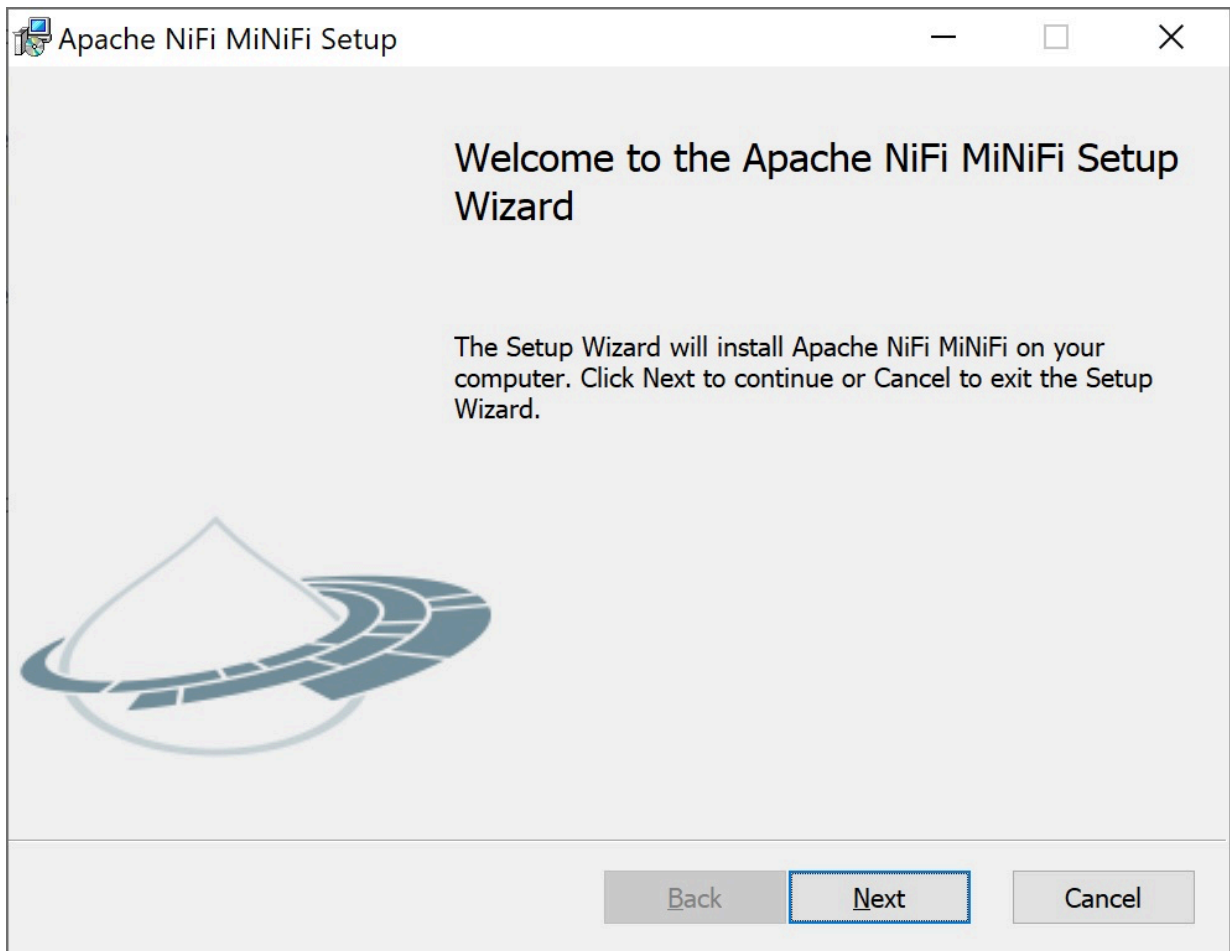 Apache NiFi MiNiFi Setup
Welcome to the Apache NiFi MiNiFi Setup
Wizard
The Setup Wizard will install Apache NiFi MiNiFi on your
computer. Click Next to continue or Cancel to exit the Setup
Wizard.
Back Next Cancel